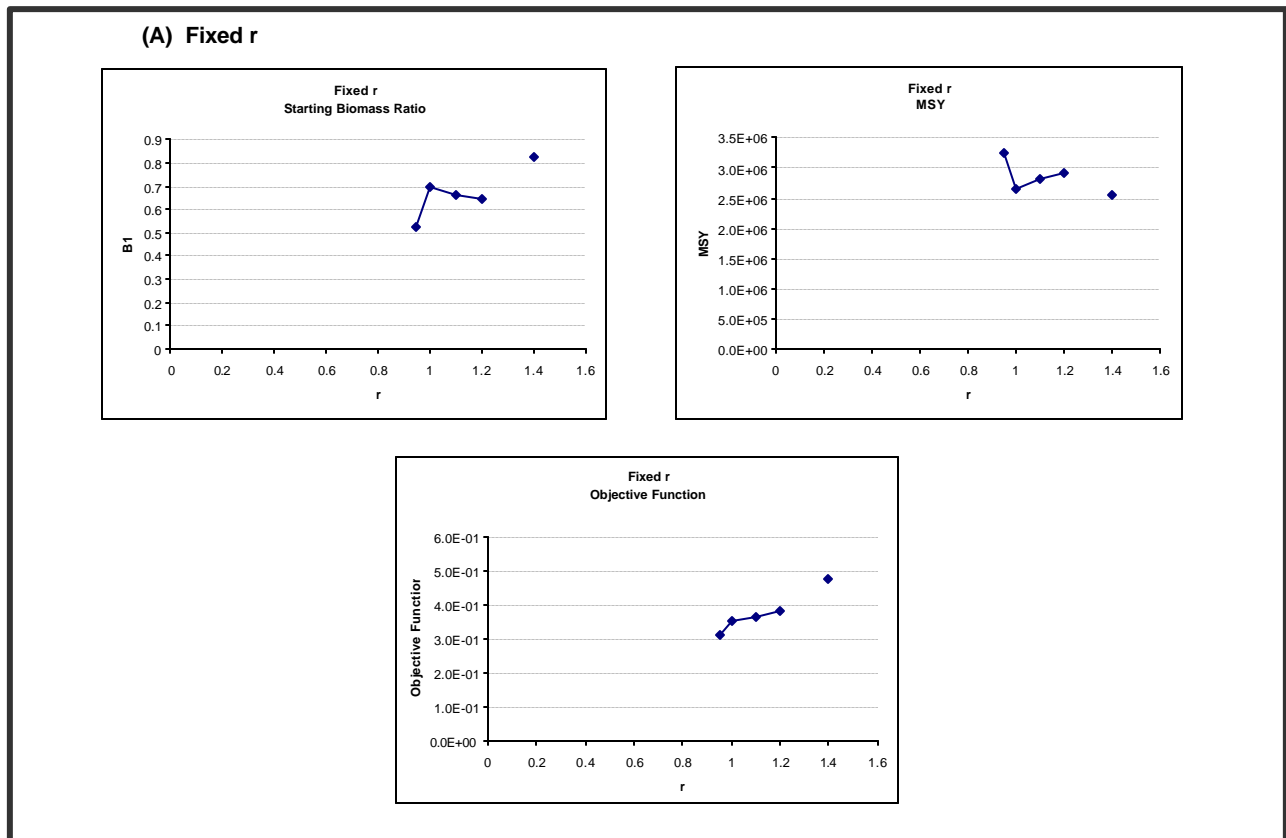 (A) Fixed r
Fixed r
Starting Biomass Ratio
0.9
0.8
0.7
0.6
0.5
0.4
0.3
0.2
0.1
0
B1
0 0.2 0.4 0.6 0.8 1 1.2 1.4 1.6
r
Fixed r
MSY
3.5E+06
3.0E+06
2.5E+06
2.0E+06
1.5E+06
1.0E+06
5.0E+05
0.0E+00
MSY
0 0.2 0.4 0.6 0.8 1 1.2 1.4 1.6
r
Fixed r
Objective Function
6.0E-01
5.0E-01
4.0E-01
3.0E-01
2.0E-01
1.0E-01
0.0E+00
Objective Functior
0 0.2 0.4 0.6 0.8 1 1.2 1.4 1.6
r